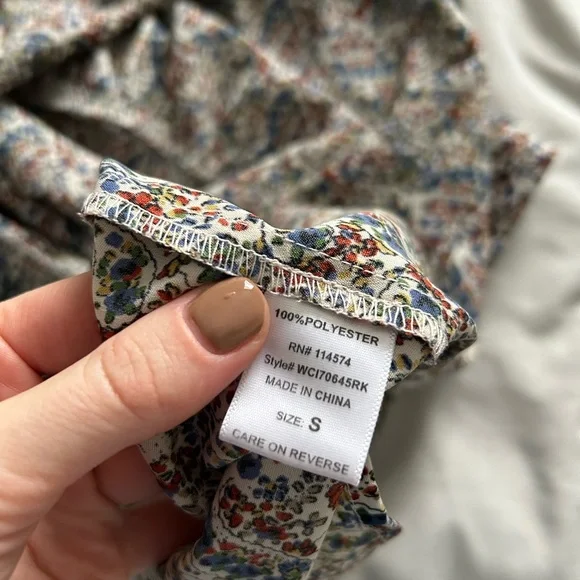 100%POLYESTER
RN# 114574
Style# WCI70645RK
MADE IN CHINA
SIZE: S
CARE ON REVERSE